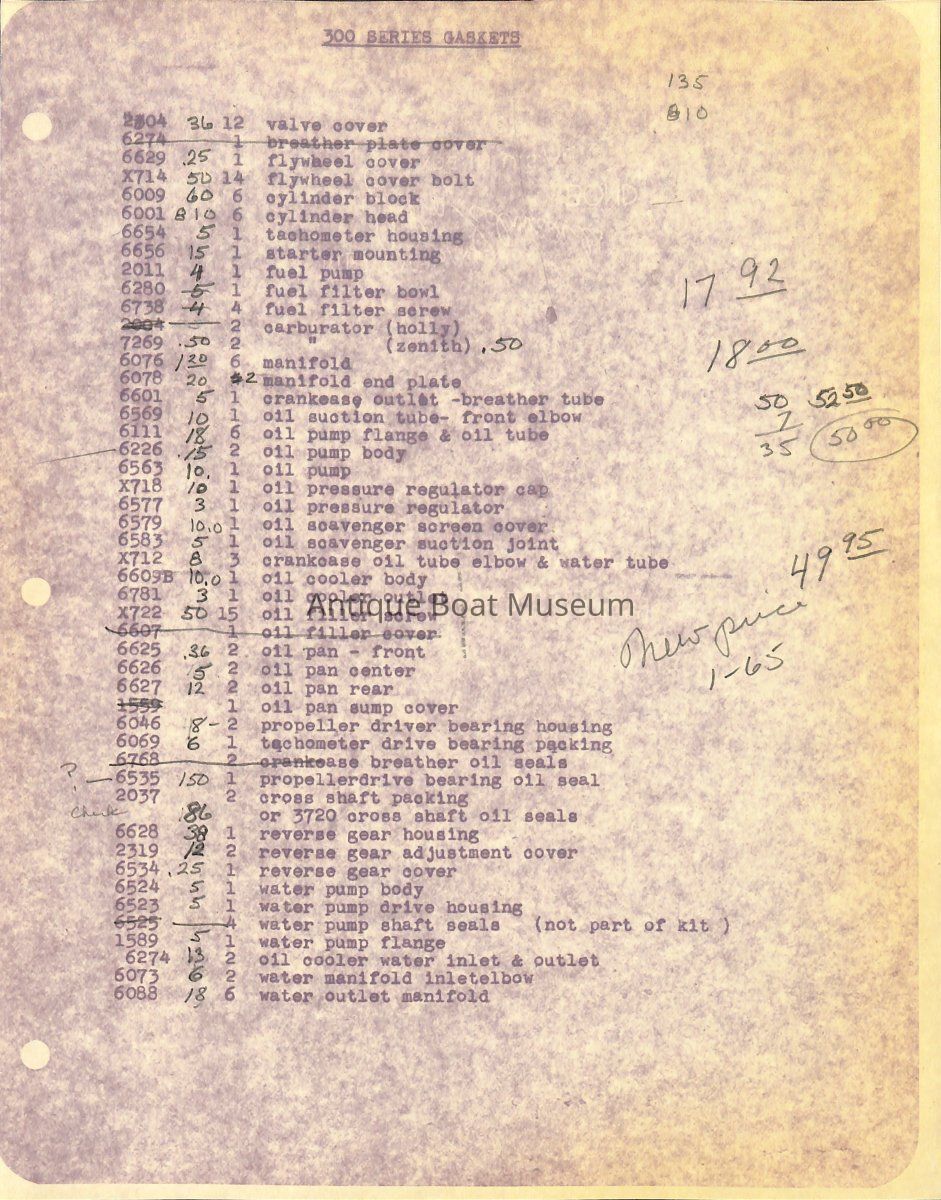 300 SERIES GASKETS
135
810
2304 36 12 valve cover
6274 1 breather plate cover
6629 .25 1 flywheel cover
X714 50 14 flywheel cover bolt
6009 60 6 cylinder block
6001 810 6 cylinder head
6654 5 1 tachometer housing
6656 15 1 starter mounting
2011 4 1 fuel pump
6280 5 1 fuel filter bowl
17 92
6738 4 4 fuel filter screw
2 carburator (holly)
7269 .50 2 " (zenith) .50
18 00
6076 120 6 manifold
6078 20 2 manifold end plate
6601 5 1 crankcase outlet -breather tube
50 52 50
6569 10 1 oil suction tube- front elbow
7
6111 18 6 oil pump flange & oil tube
50 00
6226 .15 2 oil pump body
35
6563 10. 1 oil pump
X718 10 1 oil pressure regulator cap
6577 3 1 oil pressure regulator
6579 10.0 1 oil scavenger screen cover
6583 5 1 oil scavenger suction joint
X712 8 3 crankcase oil tube elbow & water tube
49 95
6609B 10.0 1 oil cooler body
6781 3 1 oil cooler outlet
Antique Boat Museum
X722 50 15 oil filler screw
6607 1 oil filler cover
New price
6625 .36 2 oil pan - front
6626 5 2 oil pan center
1-65
6627 12 2 oil pan rear
1559 1 oil pan sump cover
6046 8- 2 propeller driver bearing housing
6069 6 1 tachometer drive bearing packing
6768 2 crankease breather oil seals
? 6535 150 1 propellerdrive bearing oil seal
2037 2 cross shaft packing
check .86 or 3720 cross shaft oil seals
6628 38 1 reverse gear housing
2319 12 2 reverse gear adjustment cover
6534 .25 1 reverse gear cover
6524 5 1 water pump body
6523 5 1 water pump drive housing
6525 4 water pump shaft seals (not part of kit )
1589 5 1 water pump flange
6274 13 2 oil cooler water inlet & outlet
6073 6 2 water manifold inletelbow
6088 18 6 water outlet manifold